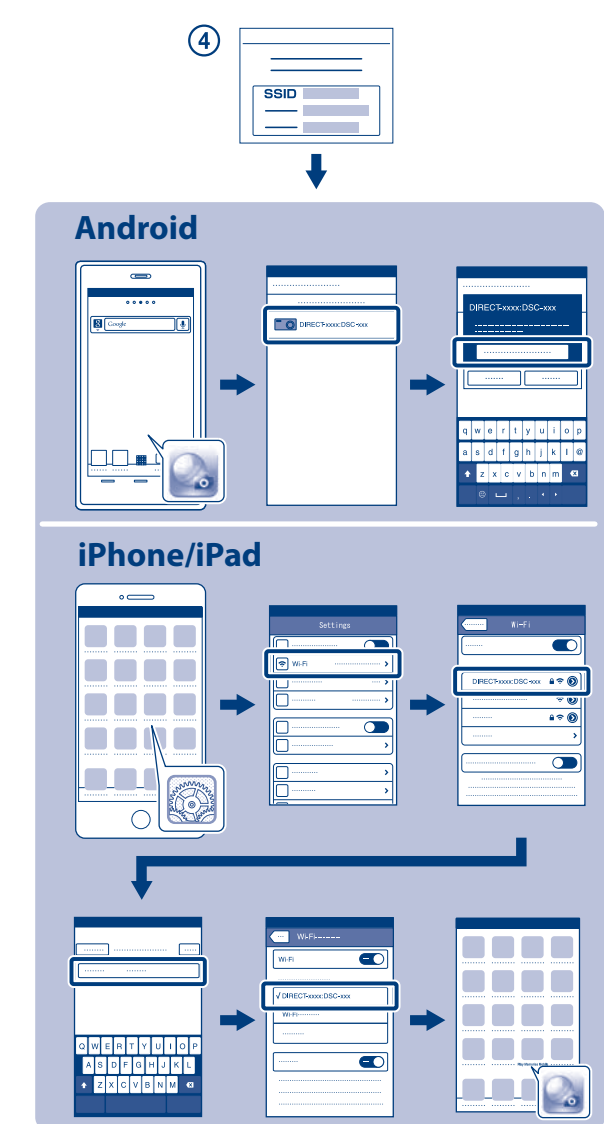 4
SSID
Android
8 Google
DIRECT-xxxx:DSC-xxx
DIRECT-xxxx:DSC-xxx
q w e r t y u i o p
a s d f g h j k l @
z x c v b n m
, .
iPhone/iPad
Settings
Wi-Fi
Wi-Fi
DIRECT-xxxx:DSC-xxx
Q W E R T Y U I O P
A S D F G H J K L
Z X C V B N M
Wi-Fi
Wi-Fi
√ DIRECT-xxxx:DSC-xxx
Wi-Fi